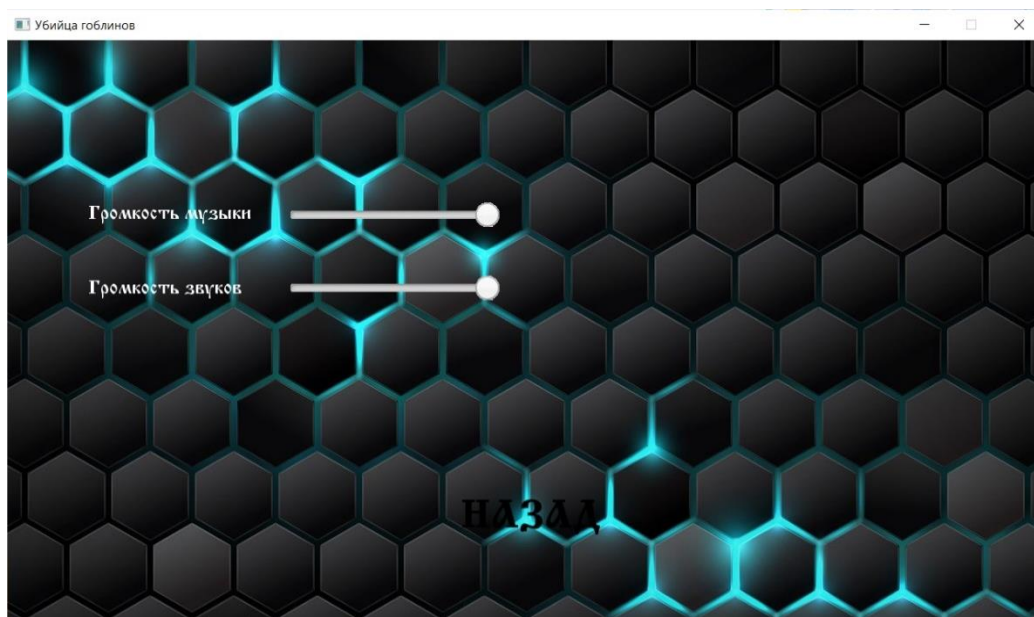 Убийца гоблинов
Громкость музыки
Громкость звуков
НАЗАД